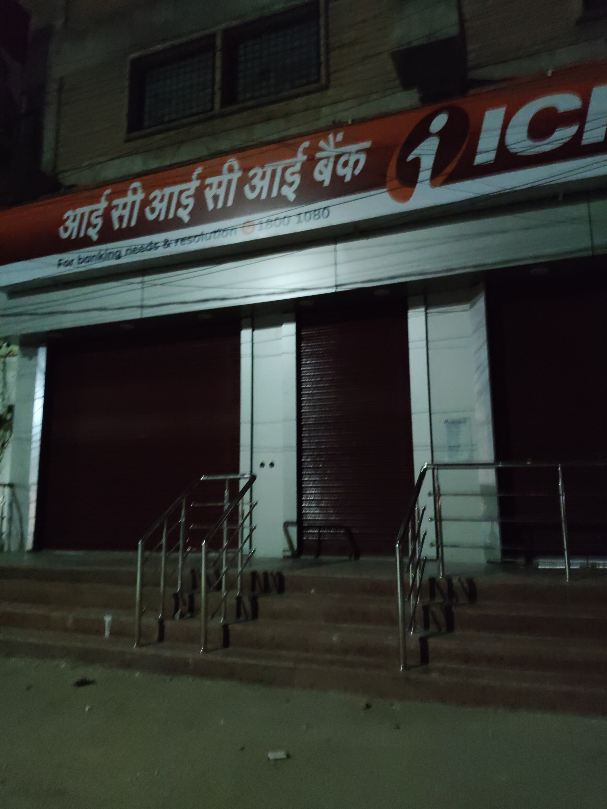 आई सी आई सी आई बैंक
ICI
For banking needs & resolution 1800 1080